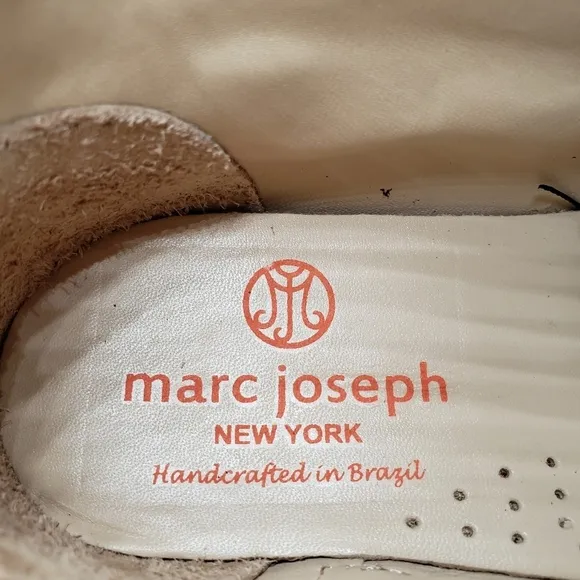 marc joseph
NEW YORK
Handcrafted in Brazil